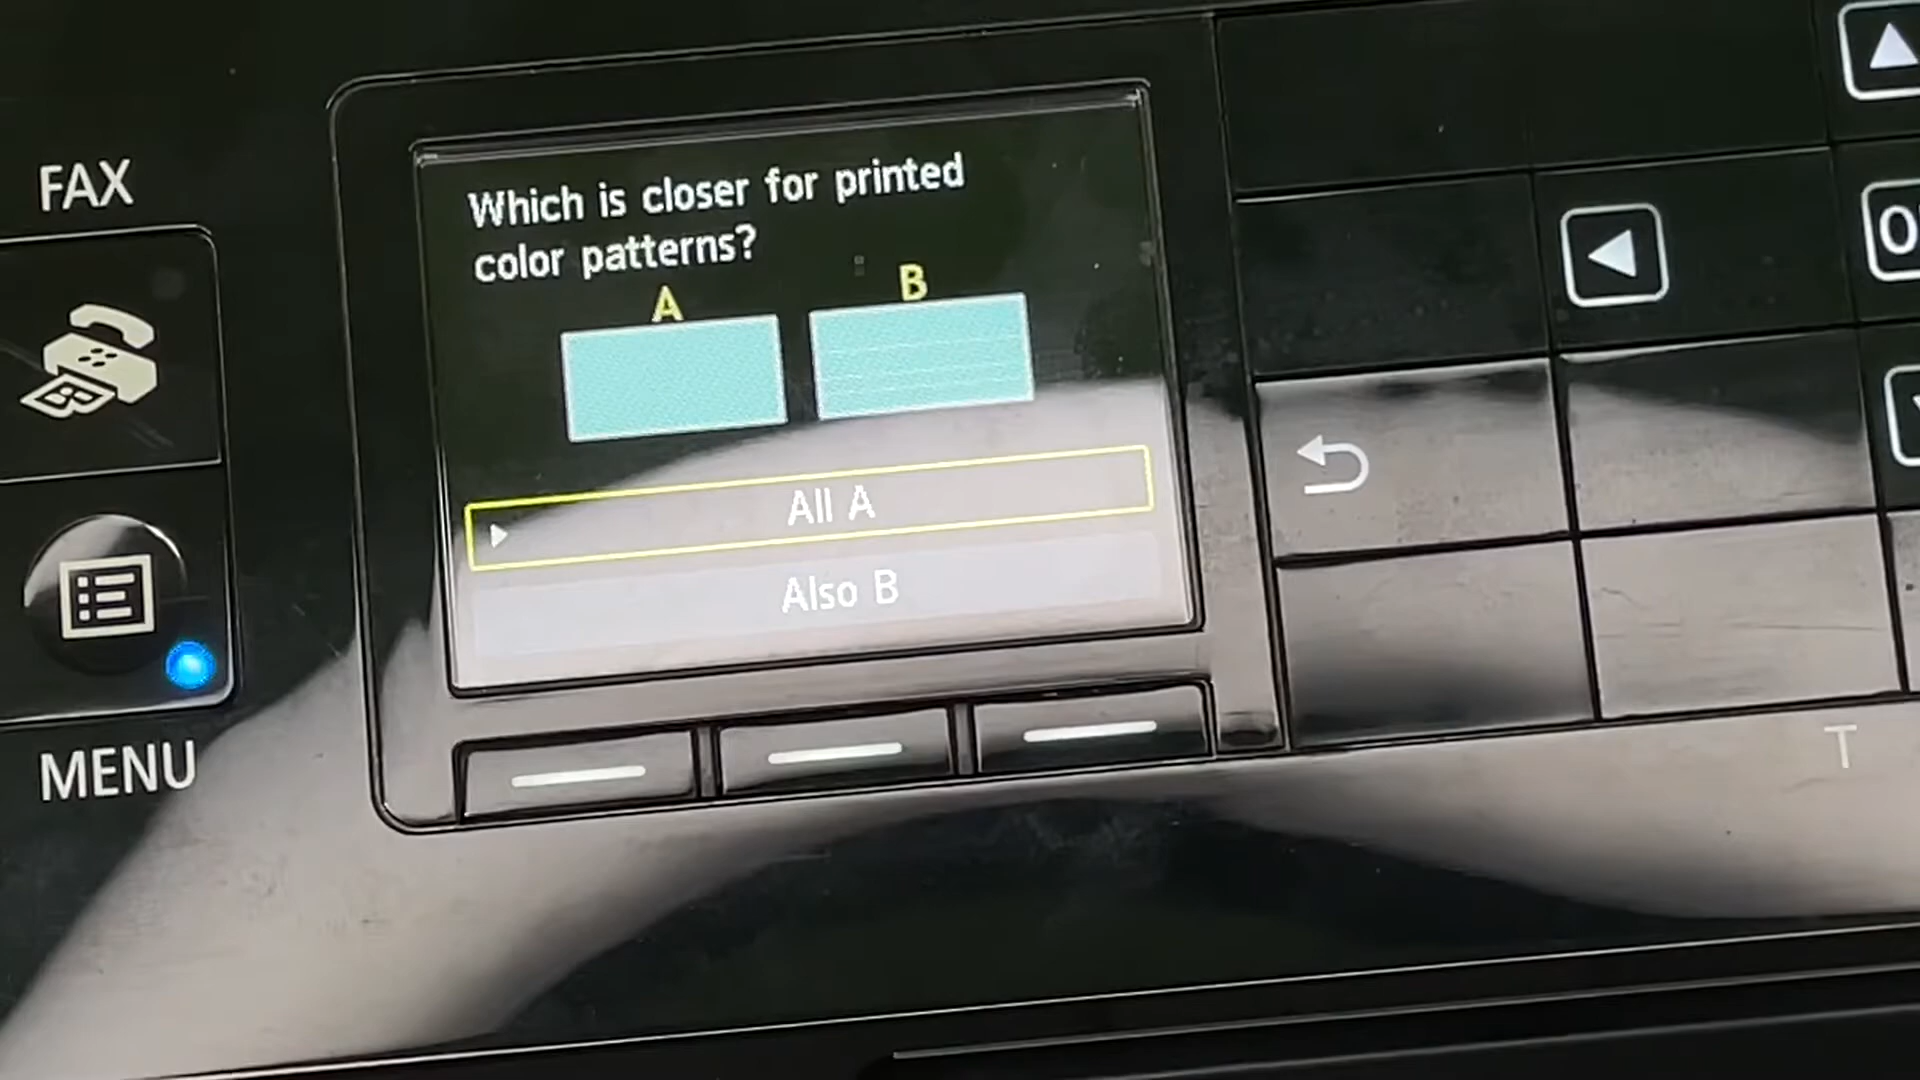 FAX
MENU
Which is closer for printed
color patterns?
A B
All A
Also B
T